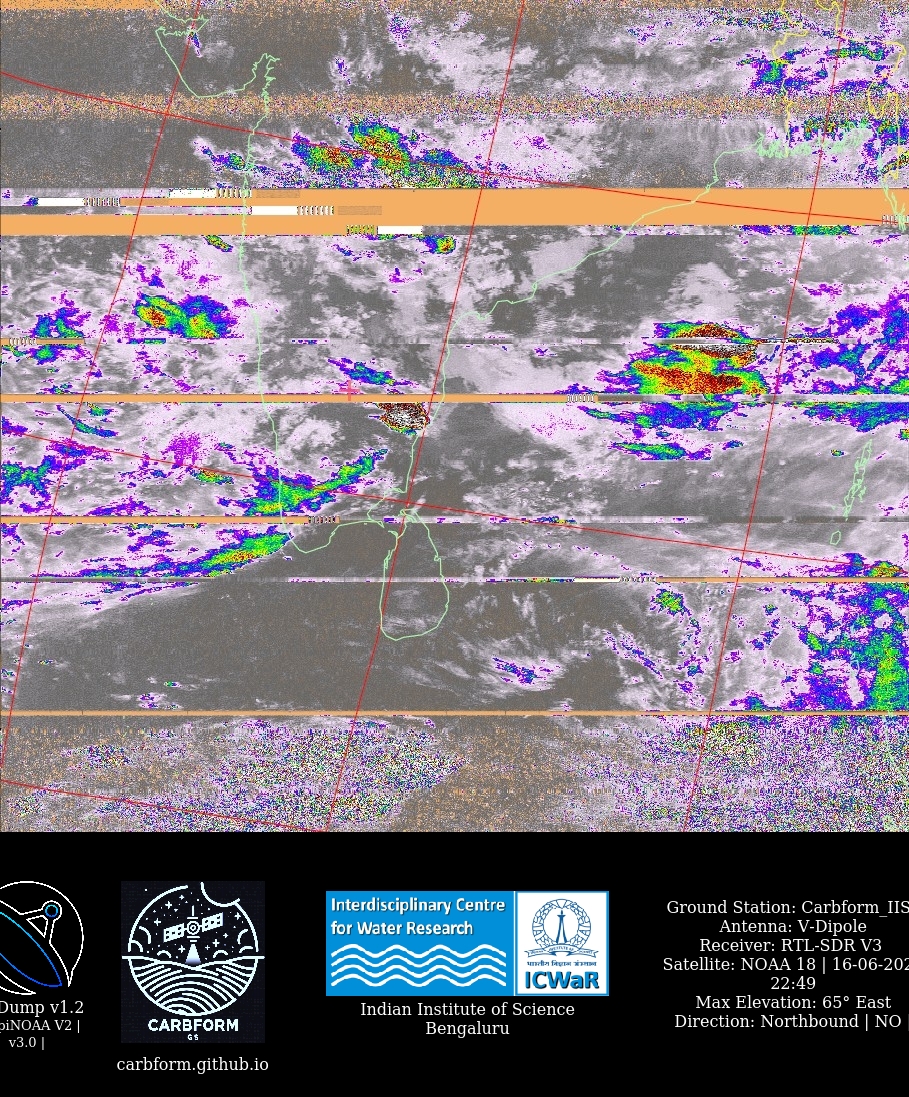 Dump v1.2
piNOAA V2 |
v3.0 |
CARBFORM
GS
carbform.github.io
Interdisciplinary Centre
for Water Research
भारतीय विज्ञान संस्थान
ICWaR
Indian Institute of Science
Bengaluru
Ground Station: Carbform_IIS
Antenna: V-Dipole
Receiver: RTL-SDR V3
Satellite: NOAA 18 | 16-06-202
22:49
Max Elevation: 65° East
Direction: Northbound | NO |